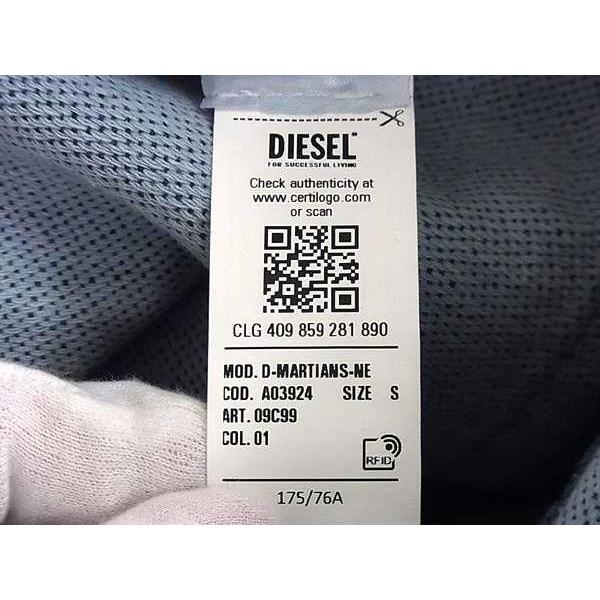 DIESEL
FOR SUCCESSFUL LIVING
Check authenticity at
www.certilogo.com
or scan
CLG 409 859 281 890
MOD. D-MARTIANS-NE
COD. A03924 SIZE S
ART. 09C99
COL. 01
RFID
175/76A